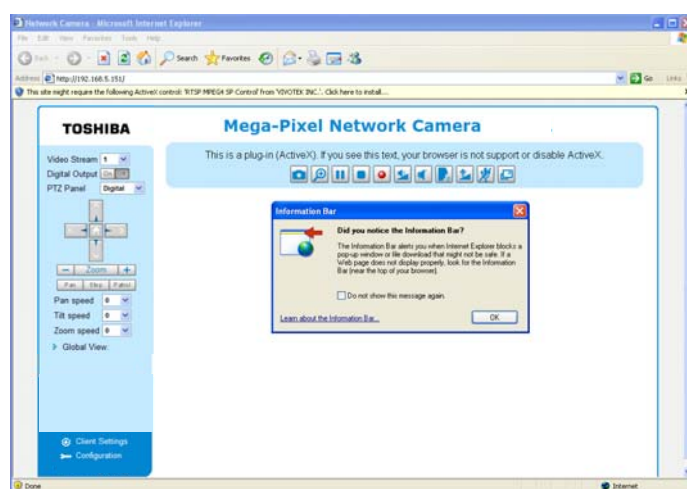 Network Camera - Microsoft Internet Explorer
File Edit View Favorites Tools Help
Back Search Favorites
Address http://192.168.5.151/ Go Links
This site might require the following ActiveX control: 'RTSP MPEG4 SP Control' from 'VIVOTEK INC.'. Click here to install...
TOSHIBA
Mega-Pixel Network Camera
Video Stream 1
Digital Output On
PTZ Panel Digital
This is a plug-in (ActiveX). If you see this text, your browser is not support or disable ActiveX.
Zoom
Pan Stop Patrol
Pan speed 0
Tilt speed 0
Zoom speed 0
Global View:
Client Settings
Configuration
Information Bar
Did you notice the Information Bar?
The Information Bar alerts you when Internet Explorer blocks a
pop-up window or file download that might not be safe. If a
Web page does not display properly, look for the Information
Bar (near the top of your browser).
Do not show this message again.
Learn about the Information Bar...
OK
Done
Internet